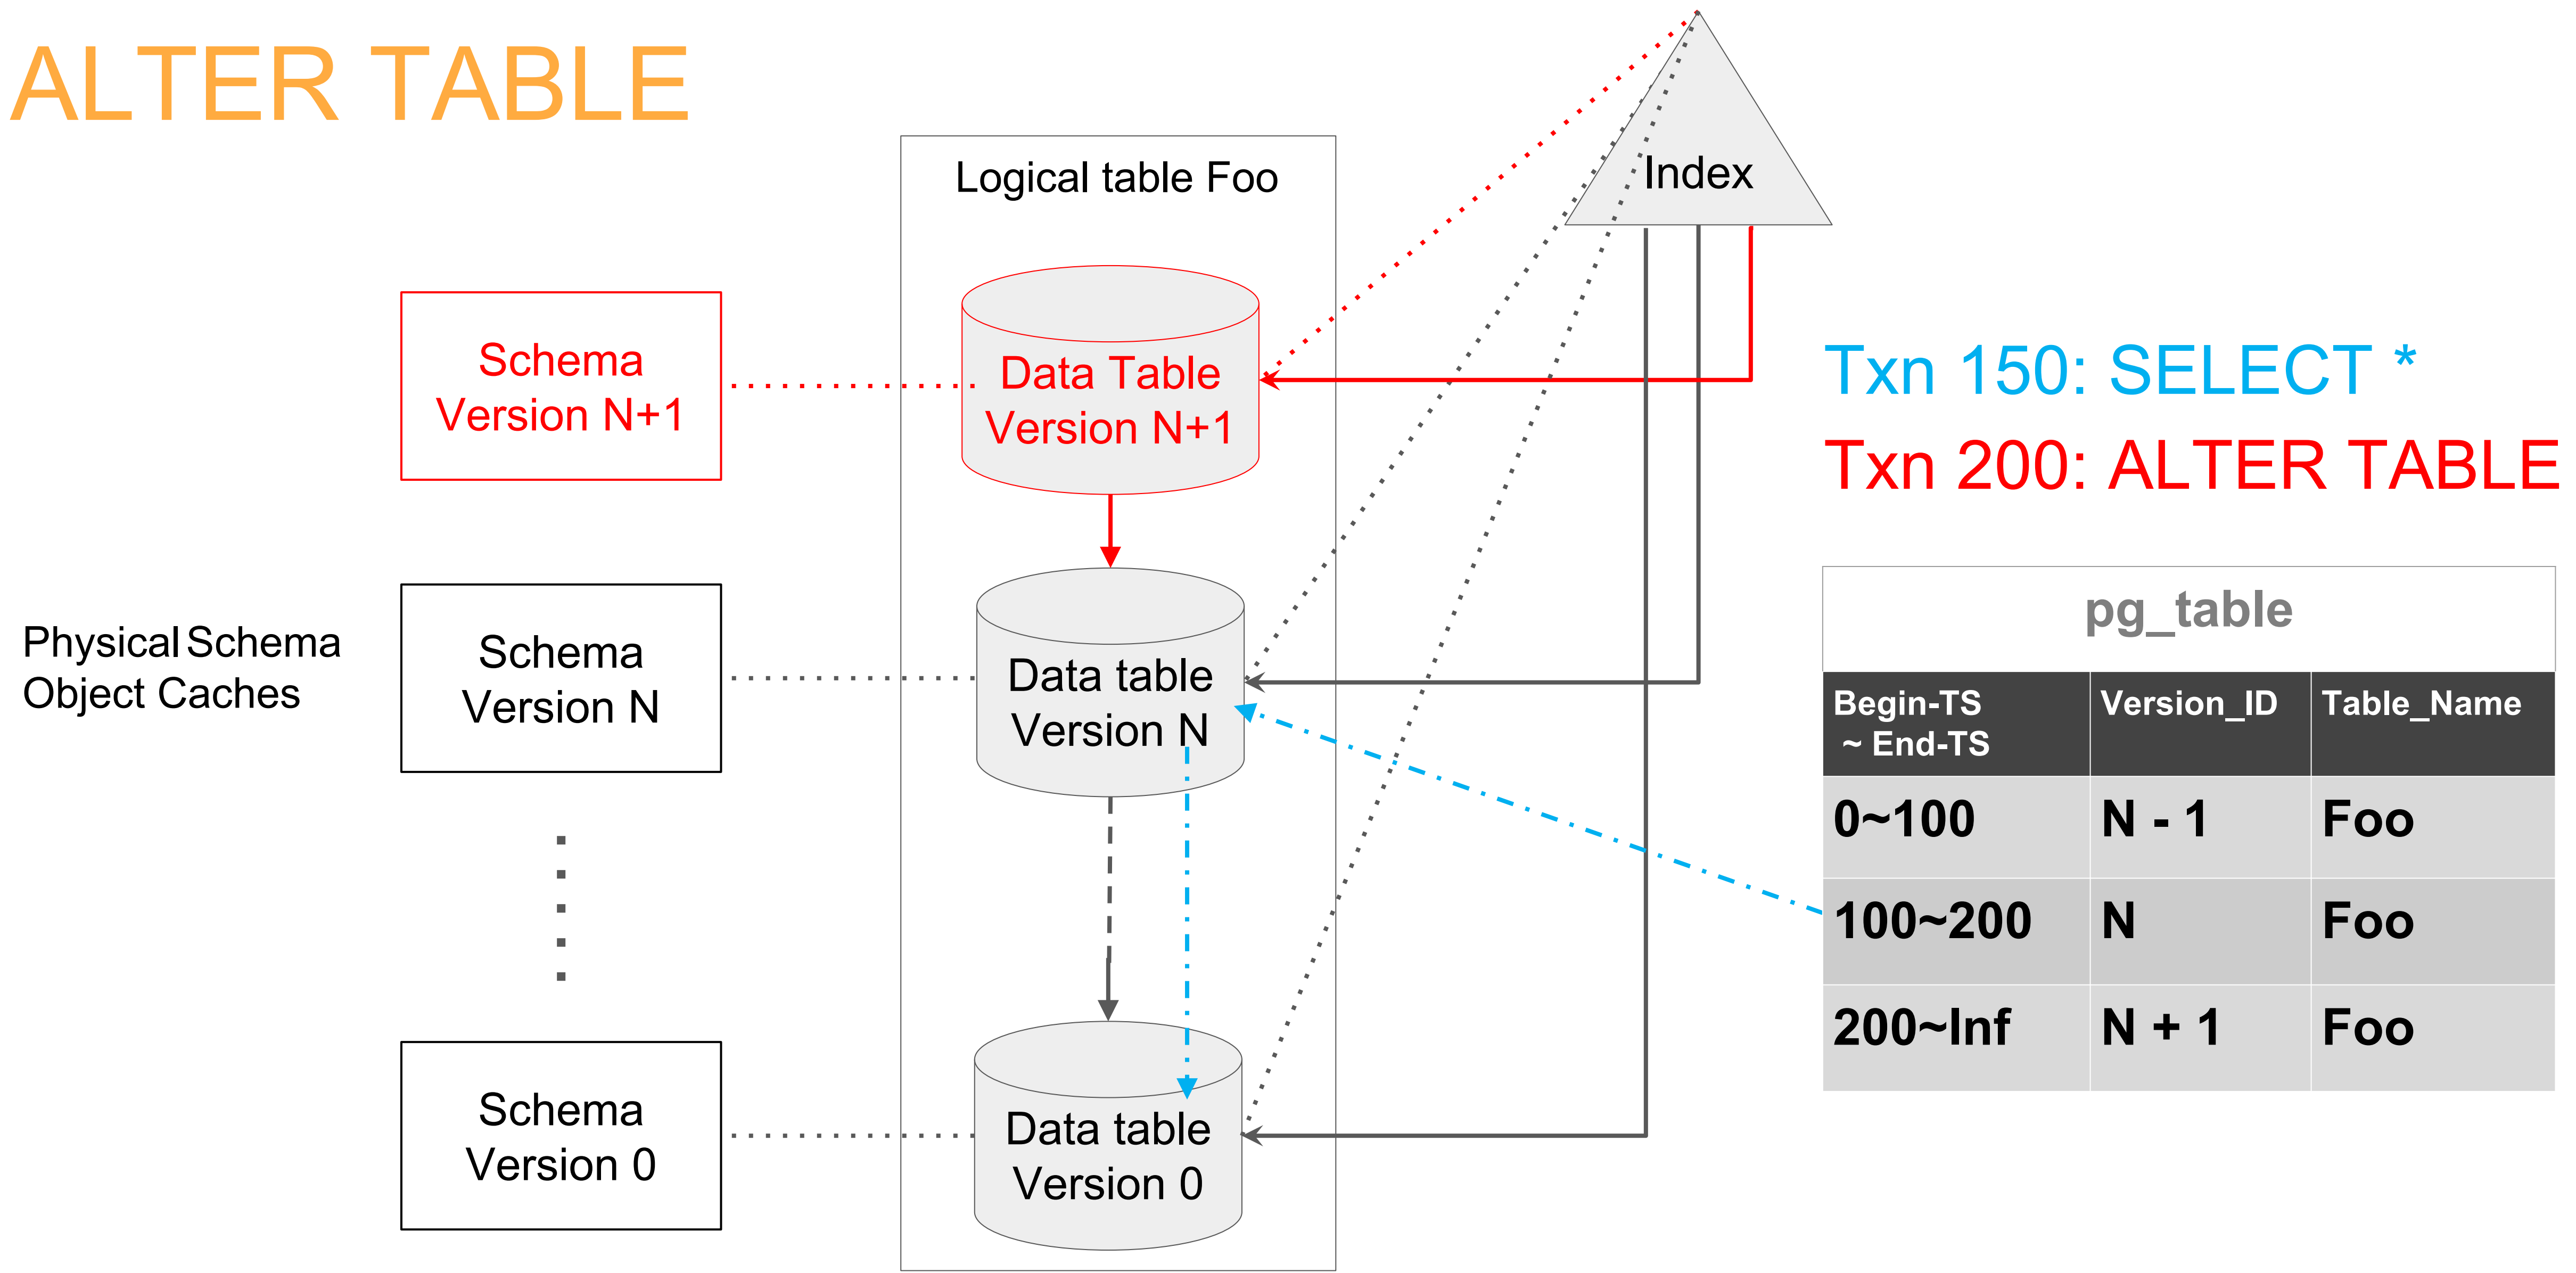 ALTER TABLE
Logical table Foo
Index
Schema
Version N+1
Data Table
Version N+1
Txn 150: SELECT *
Txn 200: ALTER TABLE
Physical Schema
Object Caches
Schema
Version N
Data table
Version N
Schema
Version 0
Data table
Version 0
pg_table
Begin-TS
~ End-TS
Version_ID
Table_Name
0~100
N - 1
Foo
100~200
N
Foo
200~Inf
N + 1
Foo